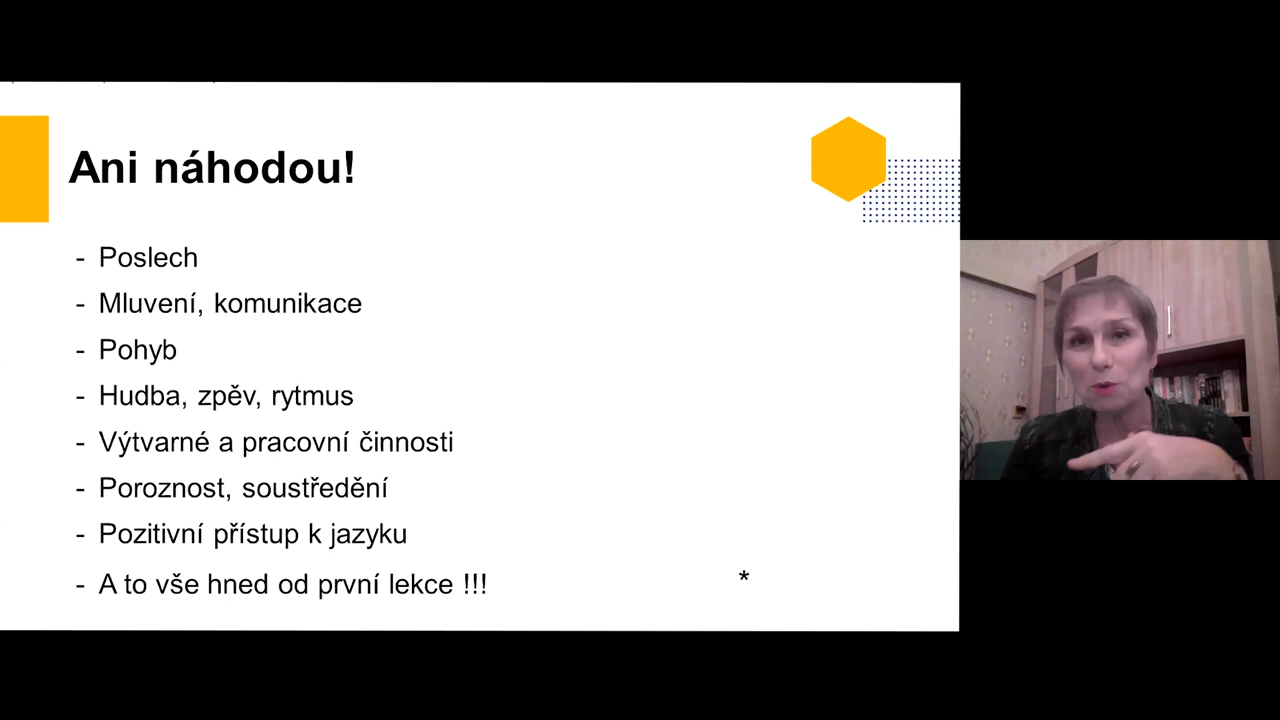 Ani náhodou!
- Poslech
- Mluvení, komunikace
- Pohyb
- Hudba, zpěv, rytmus
- Výtvarné a pracovní činnosti
- Poroznost, soustředění
- Pozitivní přístup k jazyku
- A to vše hned od první lekce !!!
*